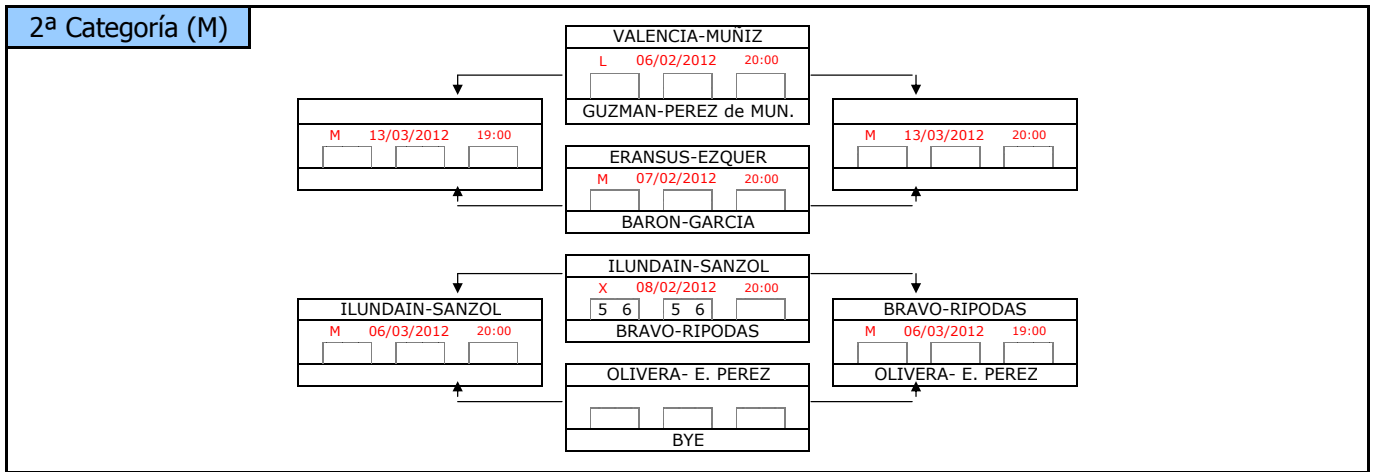 2ª Categoría (M)
VALENCIA-MUÑIZ
L 06/02/2012 20:00
GUZMAN-PEREZ de MUN.
M 13/03/2012 19:00
M 13/03/2012 20:00
ERANSUS-EZQUER
M 07/02/2012 20:00
BARON-GARCIA
ILUNDAIN-SANZOL
X 08/02/2012 20:00
5 6 5 6
BRAVO-RIPODAS
ILUNDAIN-SANZOL
M 06/03/2012 20:00
BRAVO-RIPODAS
M 06/03/2012 19:00
OLIVERA- E. PEREZ
OLIVERA- E. PEREZ
BYE